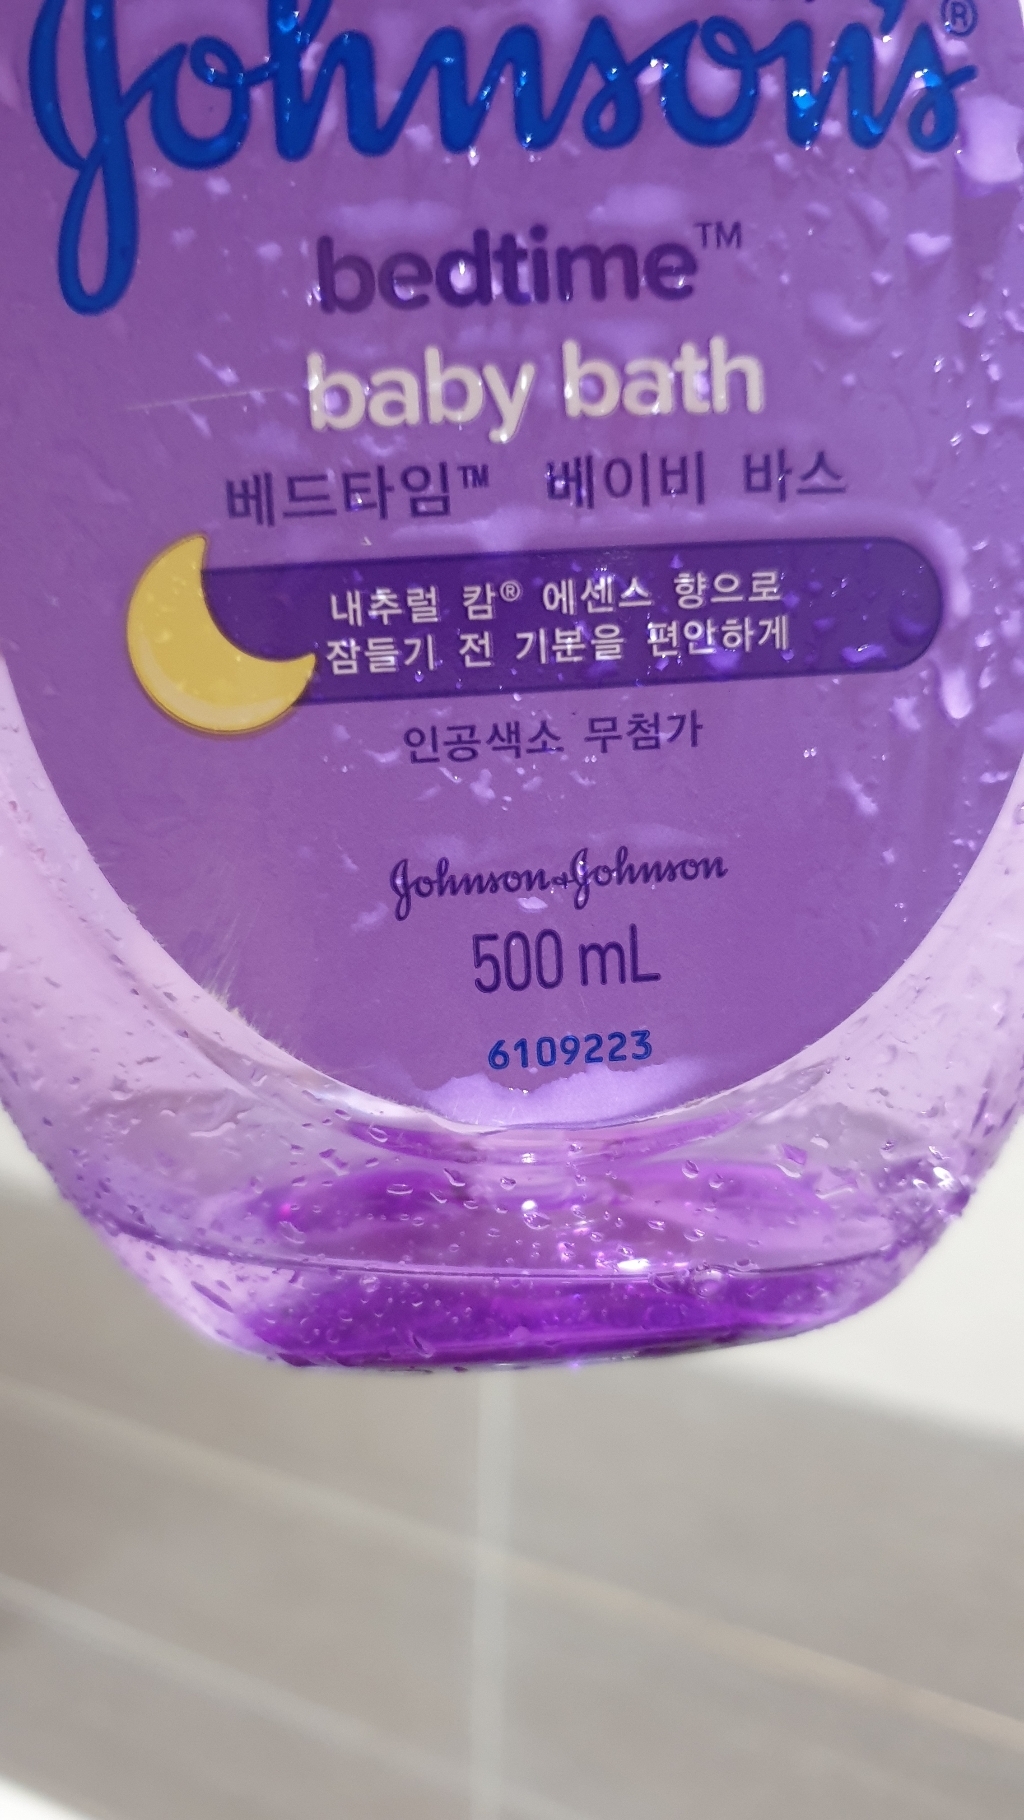 Johnson's®
bedtime™
baby bath
베드타임™ 베이비 바스
내추럴 캄® 에센스 향으로
잠들기 전 기분을 편안하게
인공색소 무첨가
Johnson+Johnson
500 mL
6109223